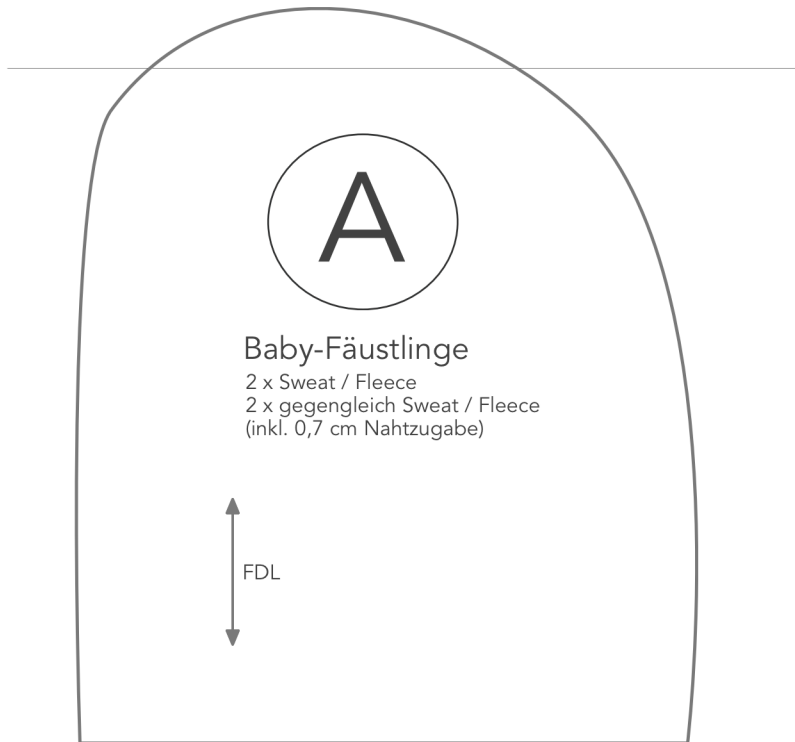 A
Baby-Fäustlinge
2 x Sweat / Fleece
2 x gegengleich Sweat / Fleece
(inkl. 0,7 cm Nahtzugabe)
FDL